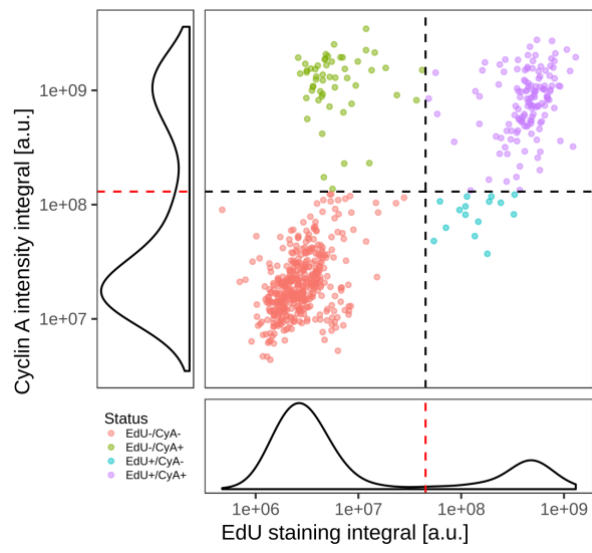 Cyclin A intensity integral [a.u.]
1e+09
1e+08
1e+07
Status
EdU-/CyA-
EdU-/CyA+
EdU+/CyA-
EdU+/CyA+
1e+06 1e+07 1e+08 1e+09
EdU staining integral [a.u.]